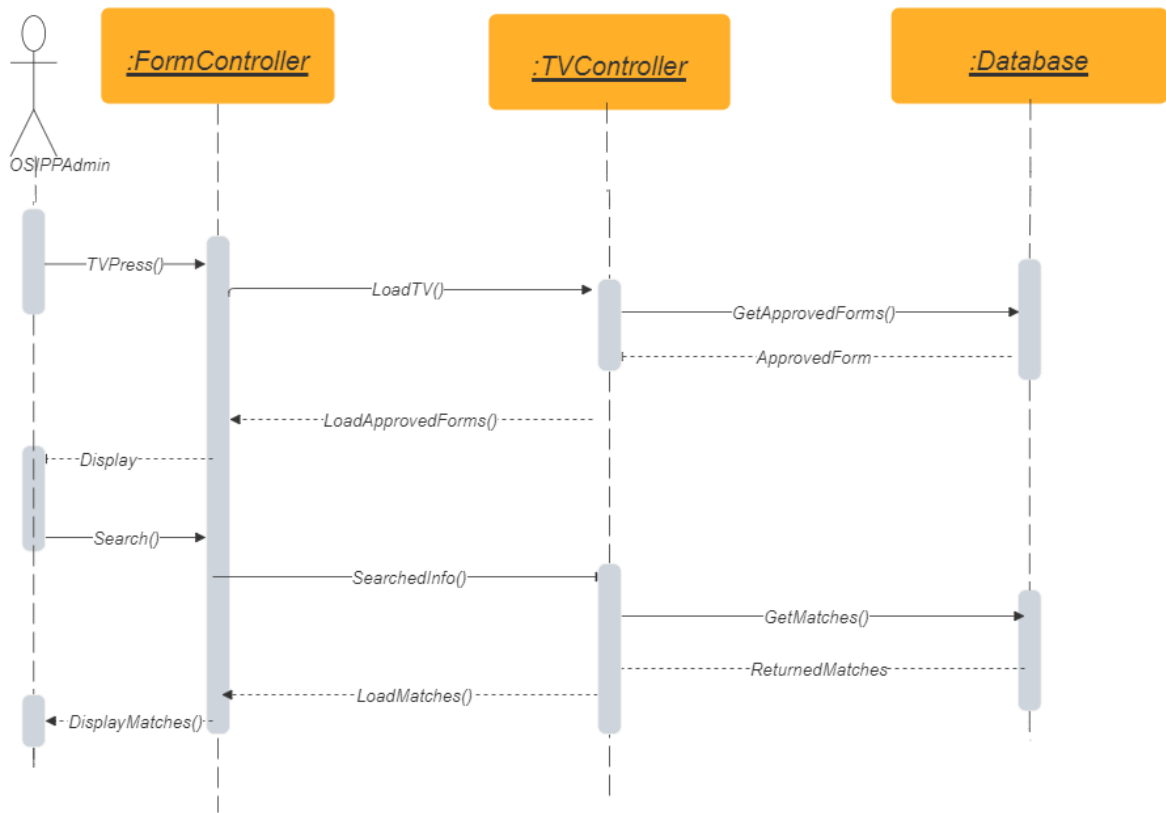 :FormController
:TVController
:Database
OSIPPAdmin
TVPress()
LoadTV()
GetApprovedForms()
ApprovedForm
LoadApprovedForms()
Display
Search()
SearchedInfo()
GetMatches()
ReturnedMatches
LoadMatches()
DisplayMatches()